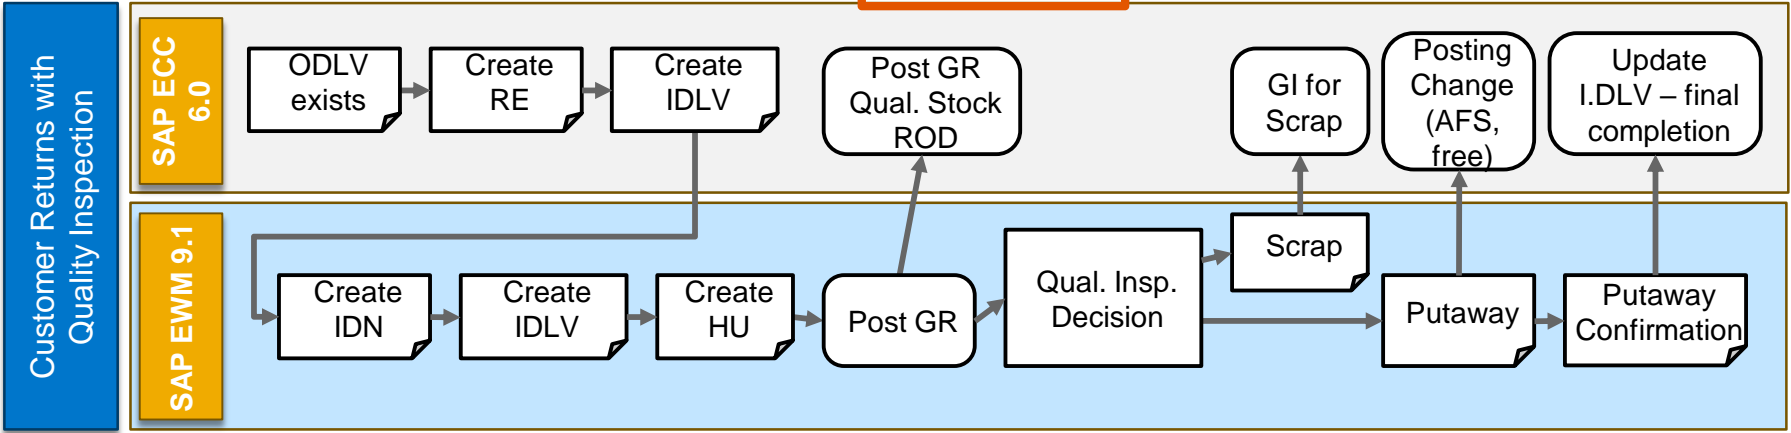 Customer Returns with
Quality Inspection
SAP ECC
6.0
ODLV
exists
Create
RE
Create
IDLV
Post GR
Qual. Stock
ROD
GI for
Scrap
Posting
Change
(AFS,
free)
Update
I.DLV – final
completion
SAP EWM 9.1
Create
IDN
Create
IDLV
Create
HU
Post GR
Qual. Insp.
Decision
Scrap
Putaway
Putaway
Confirmation